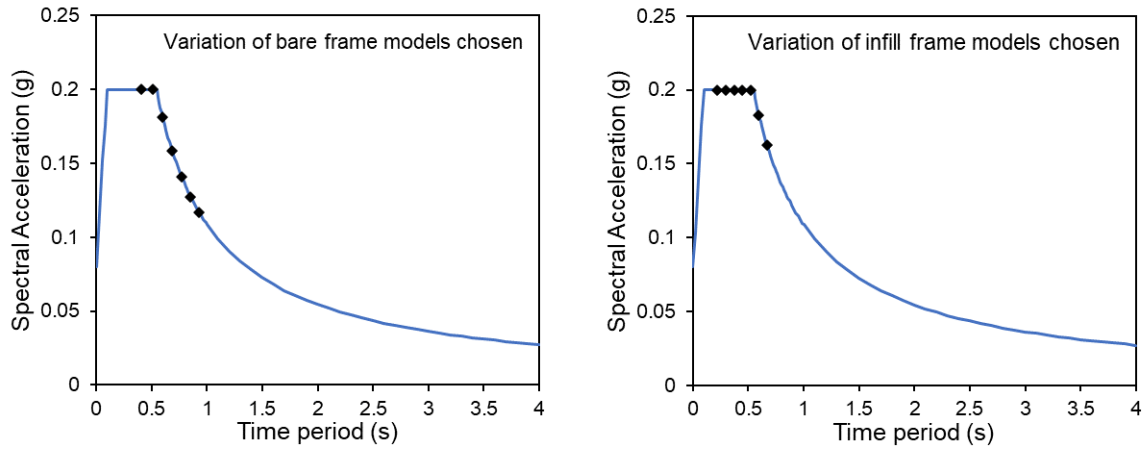 0.25
Variation of bare frame models chosen
0.2
0.15
0.1
0.05
0
Spectral Acceleration (g)
0 0.5 1 1.5 2 2.5 3 3.5 4
Time period (s)
0.25
Variation of infill frame models chosen
0.2
0.15
0.1
0.05
0
Spectral Acceleration (g)
0 0.5 1 1.5 2 2.5 3 3.5 4
Time period (s)